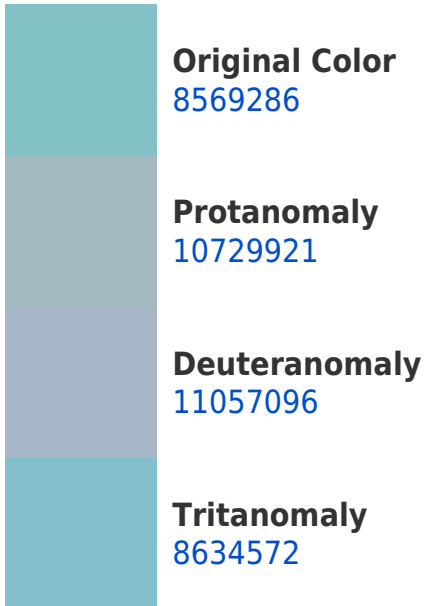 Original Color
8569286
Protanomaly
10729921
Deuteranomaly
11057096
Tritanomaly
8634572